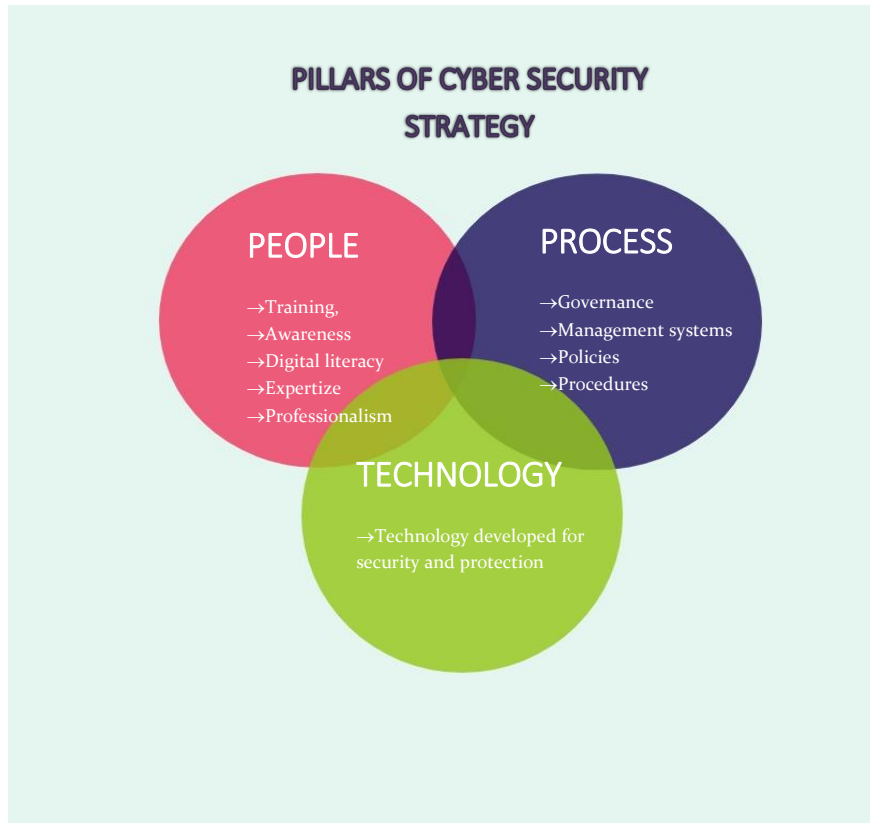 PILLARS OF CYBER SECURITY
STRATEGY
PEOPLE
→Training,
→Awareness
→Digital literacy
→Expertize
→Professionalism
PROCESS
→Governance
→Management systems
→Policies
→Procedures
TECHNOLOGY
→Technology developed for
security and protection